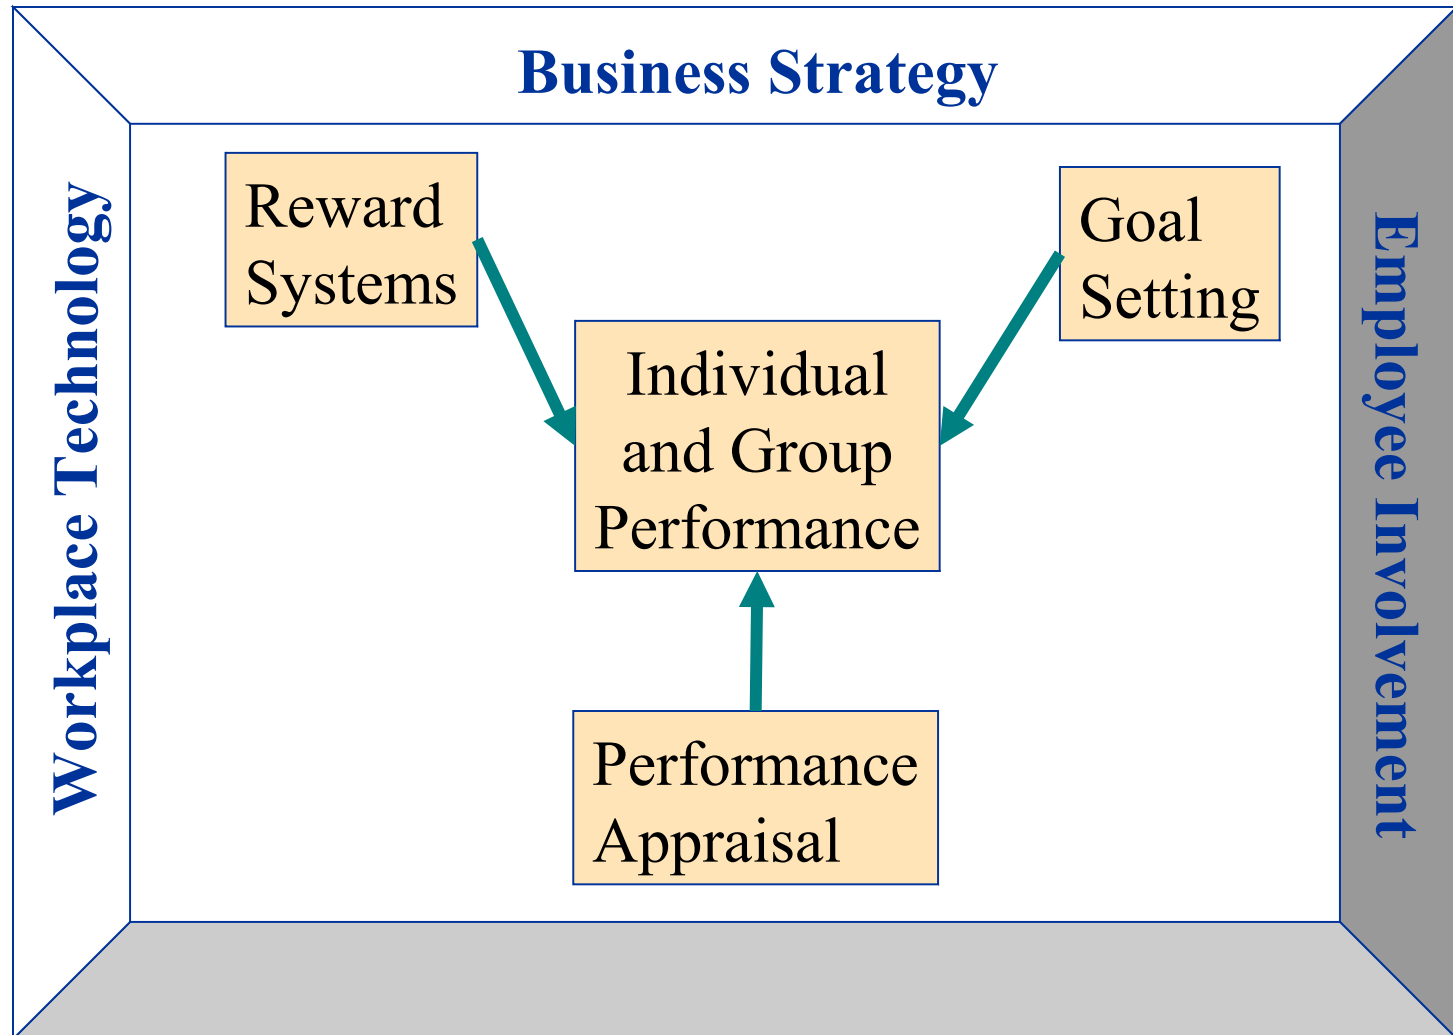 Business Strategy
Workplace Technology
Reward
Systems
Goal
Setting
Individual
and Group
Performance
Performance
Appraisal
Employee Involvement